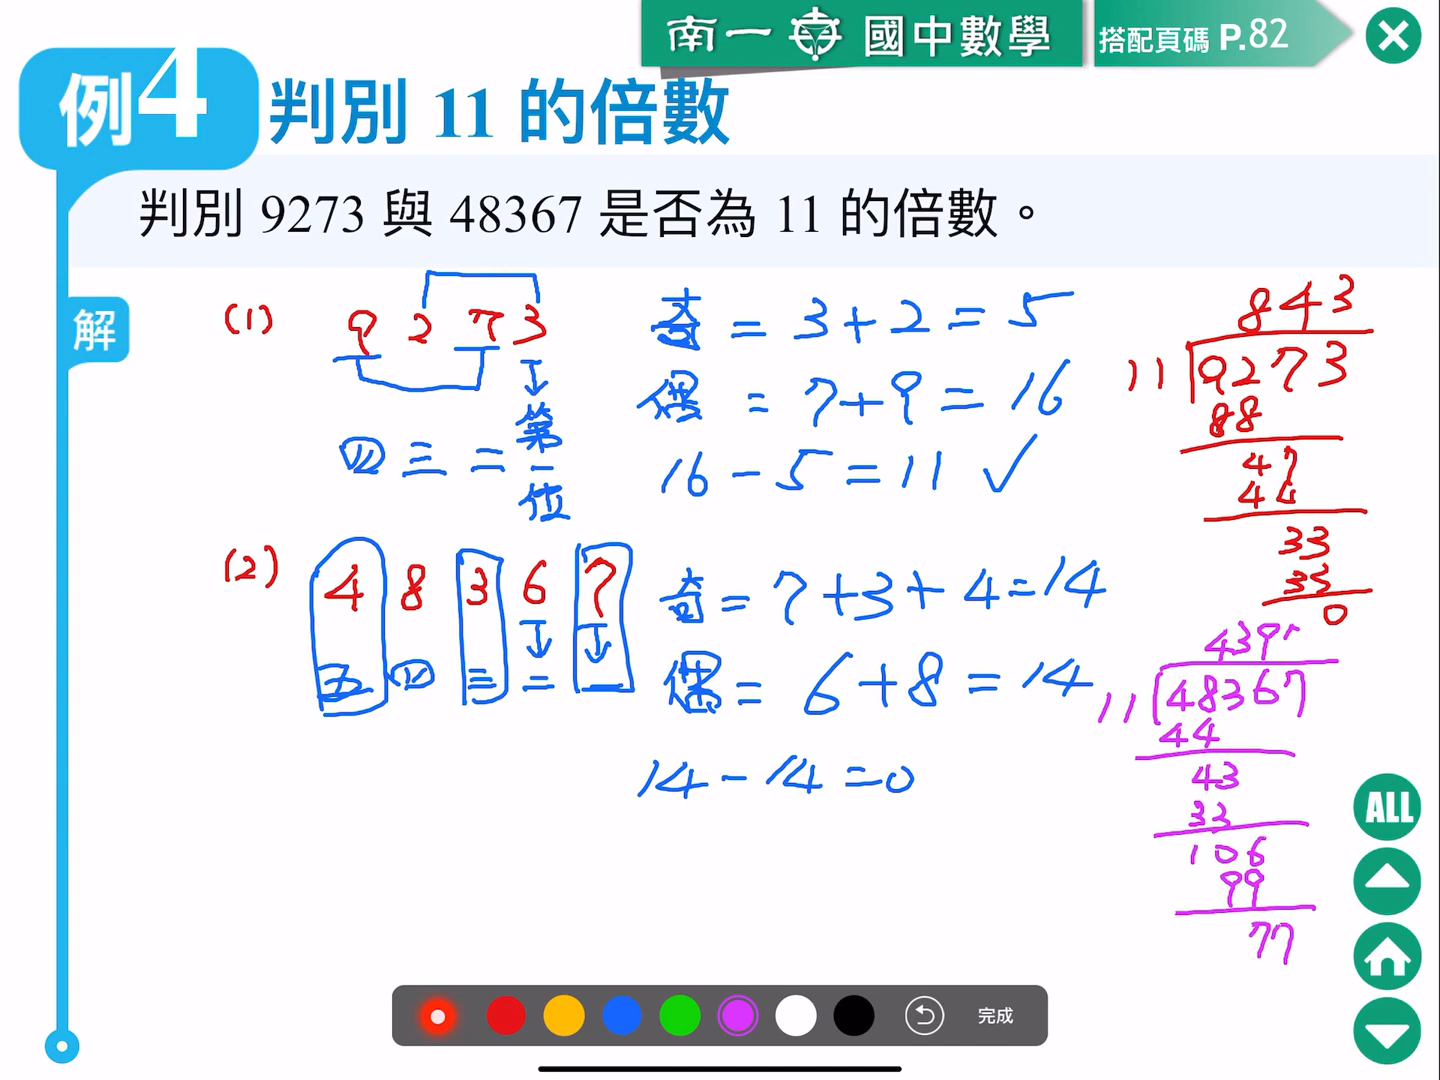 南一 國中數學
搭配頁碼 P.82
例4 判別 11 的倍數
判別 9273 與 48367 是否為 11 的倍數。
解
(1) 9 2 7 3
四 三 二 第一位
奇 = 3+2 = 5
偶 = 7+9 = 16
16 - 5 = 11 ✓
843
11 9273
88
47
44
33
33
0
(2) 4 8 3 6 7
五 四 三 二 一
奇 = 7+3+4=14
偶 = 6+8 = 14
14 - 14 = 0
439
11 48367
44
43
33
106
99
77
ALL
完成